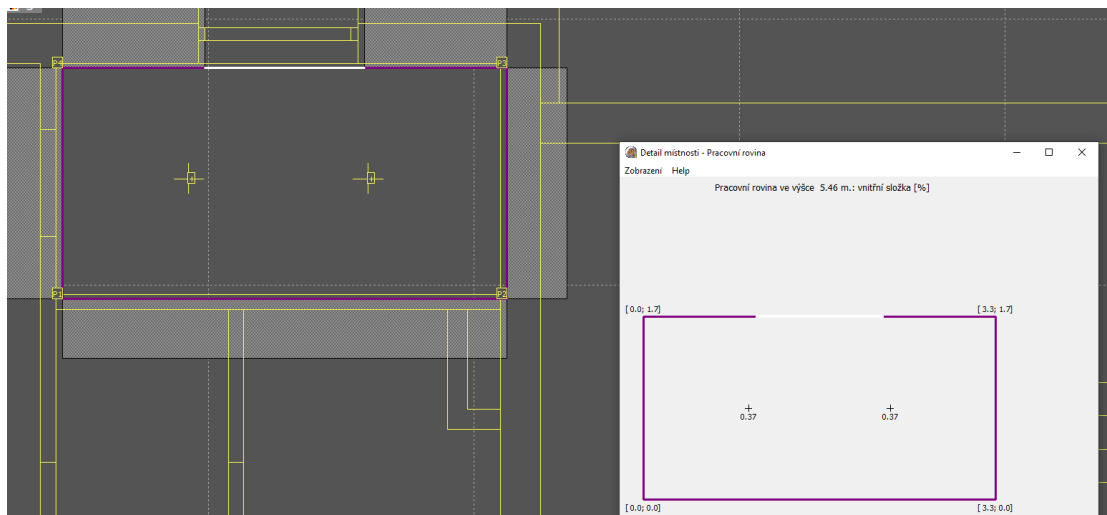 P4
P3
P1
P2
Detail místnosti - Pracovní rovina
Zobrazení Help
Pracovní rovina ve výšce 5.46 m.: vnitřní složka [%]
[ 0.0; 1.7]
[ 3.3; 1.7]
0.37
0.37
[ 0.0; 0.0]
[ 3.3; 0.0]